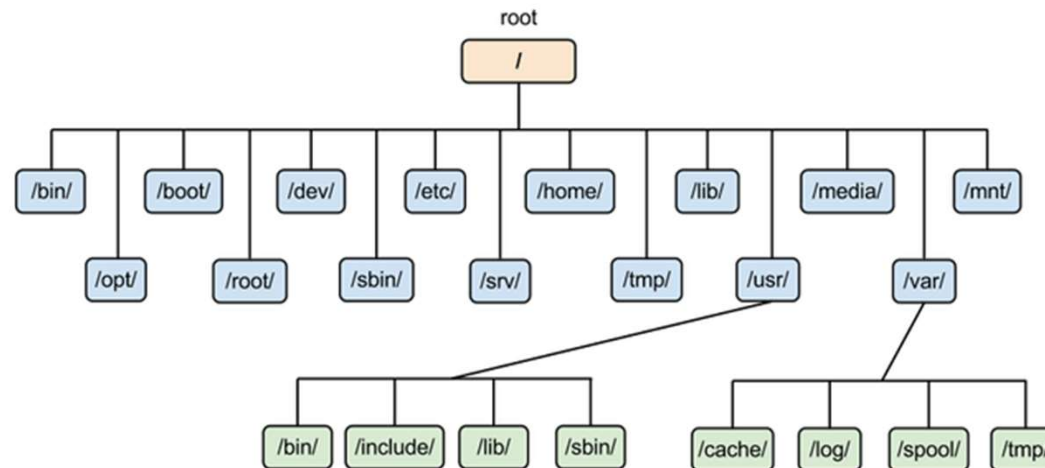 root
/
/bin/ /boot/ /dev/ /etc/ /home/ /lib/ /media/ /mnt/
/opt/ /root/ /sbin/ /srv/ /tmp/ /usr/ /var/
/bin/ /include/ /lib/ /sbin/ /cache/ /log/ /spool/ /tmp/